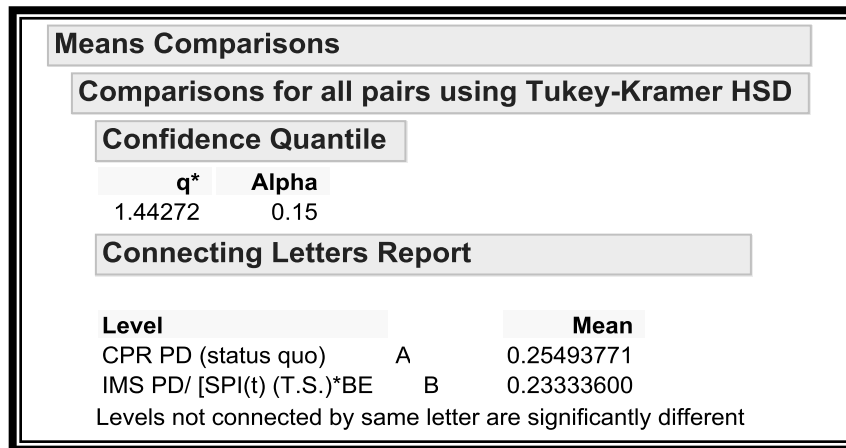 Means Comparisons
Comparisons for all pairs using Tukey-Kramer HSD
Confidence Quantile
q* Alpha
1.44272 0.15
Connecting Letters Report
Level Mean
CPR PD (status quo) A 0.25493771
IMS PD/ [SPI(t) (T.S.)*BE B 0.23333600
Levels not connected by same letter are significantly different